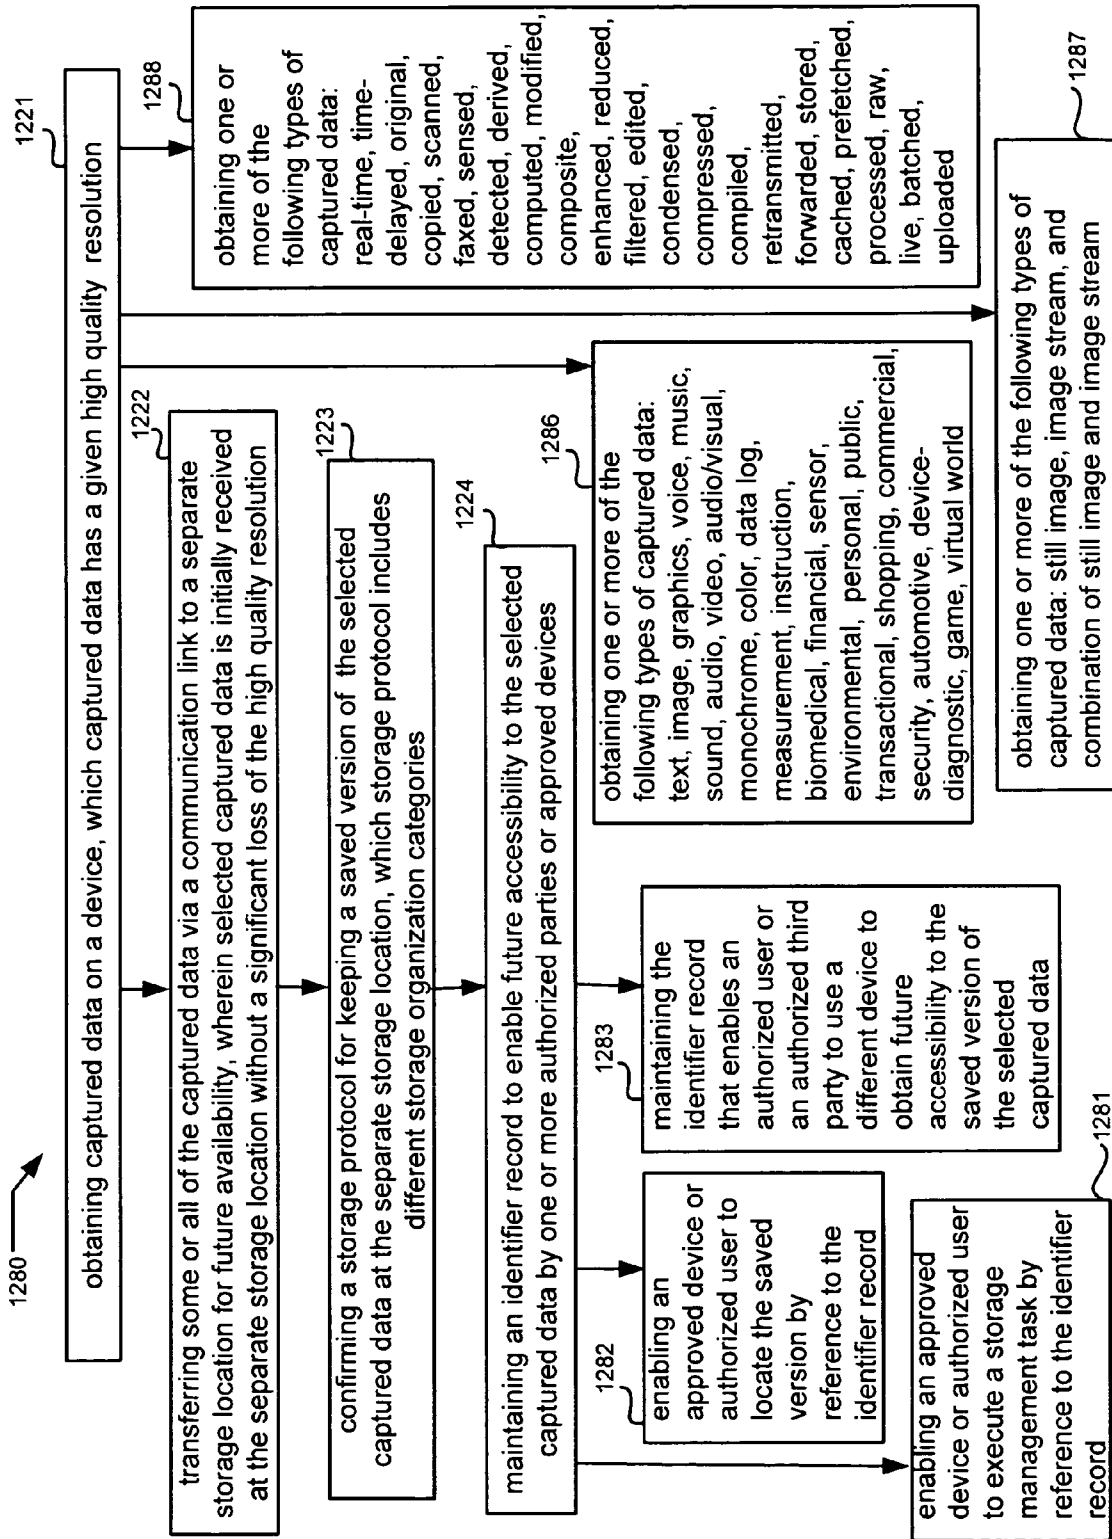 1280
1221
obtaining captured data on a device, which captured data has a given high quality resolution
1222
transferring some or all of the captured data via a communication link to a separate
storage location for future availability, wherein selected captured data is initially received
at the separate storage location without a significant loss of the high quality resolution
1223
confirming a storage protocol for keeping a saved version of the selected
captured data at the separate storage location, which storage protocol includes
different storage organization categories
1224
maintaining an identifier record to enable future accessibility to the selected
captured data by one or more authorized parties or approved devices
1282
enabling an
approved device or
authorized user to
locate the saved
version by
reference to the
identifier record
1281
enabling an approved
device or authorized user
to execute a storage
management task by
reference to the identifier
record
1283
maintaining the
identifier record
that enables an
authorized user or
an authorized third
party to use a
different device to
obtain future
accessibility to the
saved version of
the selected
captured data
1286
obtaining one or more of the
following types of captured data:
text, image, graphics, voice, music,
sound, audio, video, audio/visual,
monochrome, color, data log,
measurement, instruction,
biomedical, financial, sensor,
environmental, personal, public,
transactional, shopping, commercial,
security, automotive, device-
diagnostic, game, virtual world
1288
obtaining one or
more of the
following types of
captured data:
real-time, time-
delayed, original,
copied, scanned,
faxed, sensed,
detected, derived,
computed, modified,
composite,
enhanced, reduced,
filtered, edited,
condensed,
compressed,
compiled,
retransmitted,
forwarded, stored,
cached, prefetched,
processed, raw,
live, batched,
uploaded
1287
obtaining one or more of the following types of
captured data: still image, image stream, and
combination of still image and image stream